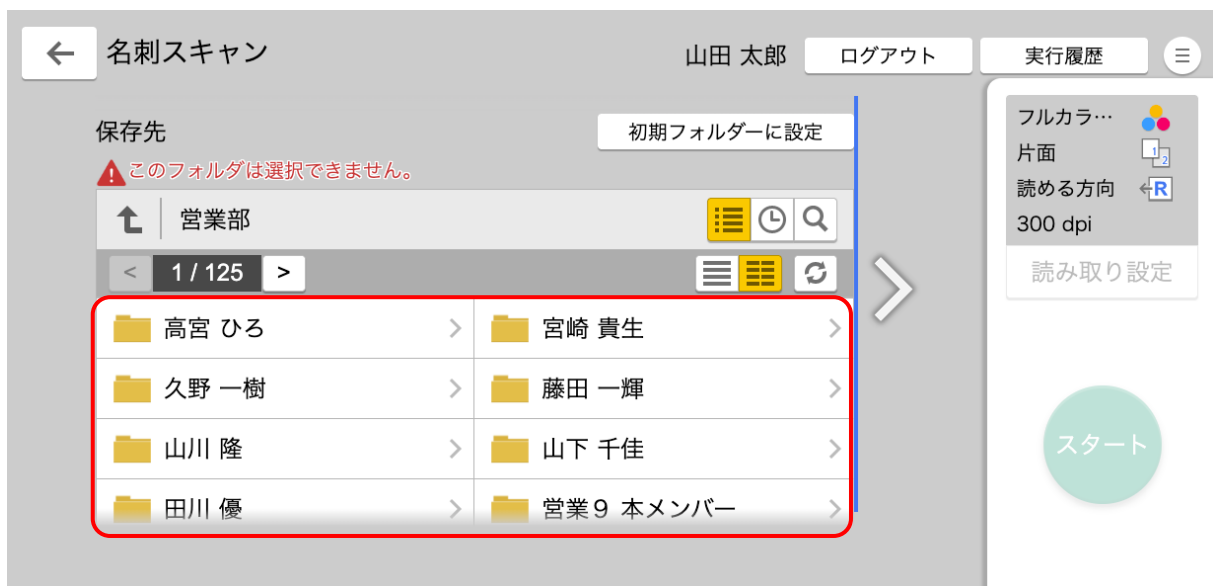 名刺スキャン
山田 太郎
ログアウト
実行履歴
保存先
初期フォルダーに設定
このフォルダは選択できません。
営業部
< 1 / 125 >
高宮 ひろ
宮崎 貴生
久野 一樹
藤田 一輝
山川 隆
山下 千佳
田川 優
営業9 本メンバー
フルカラ…
片面
1 2
読める方向
R
300 dpi
読み取り設定
スタート